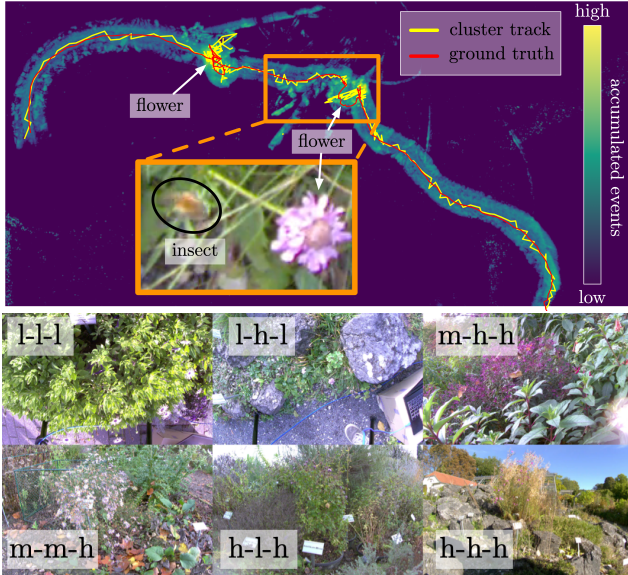 high
cluster track
ground truth
accumulated events
low
flower
flower
insect
l-l-l
l-h-l
m-h-h
m-m-h
h-l-h
h-h-h